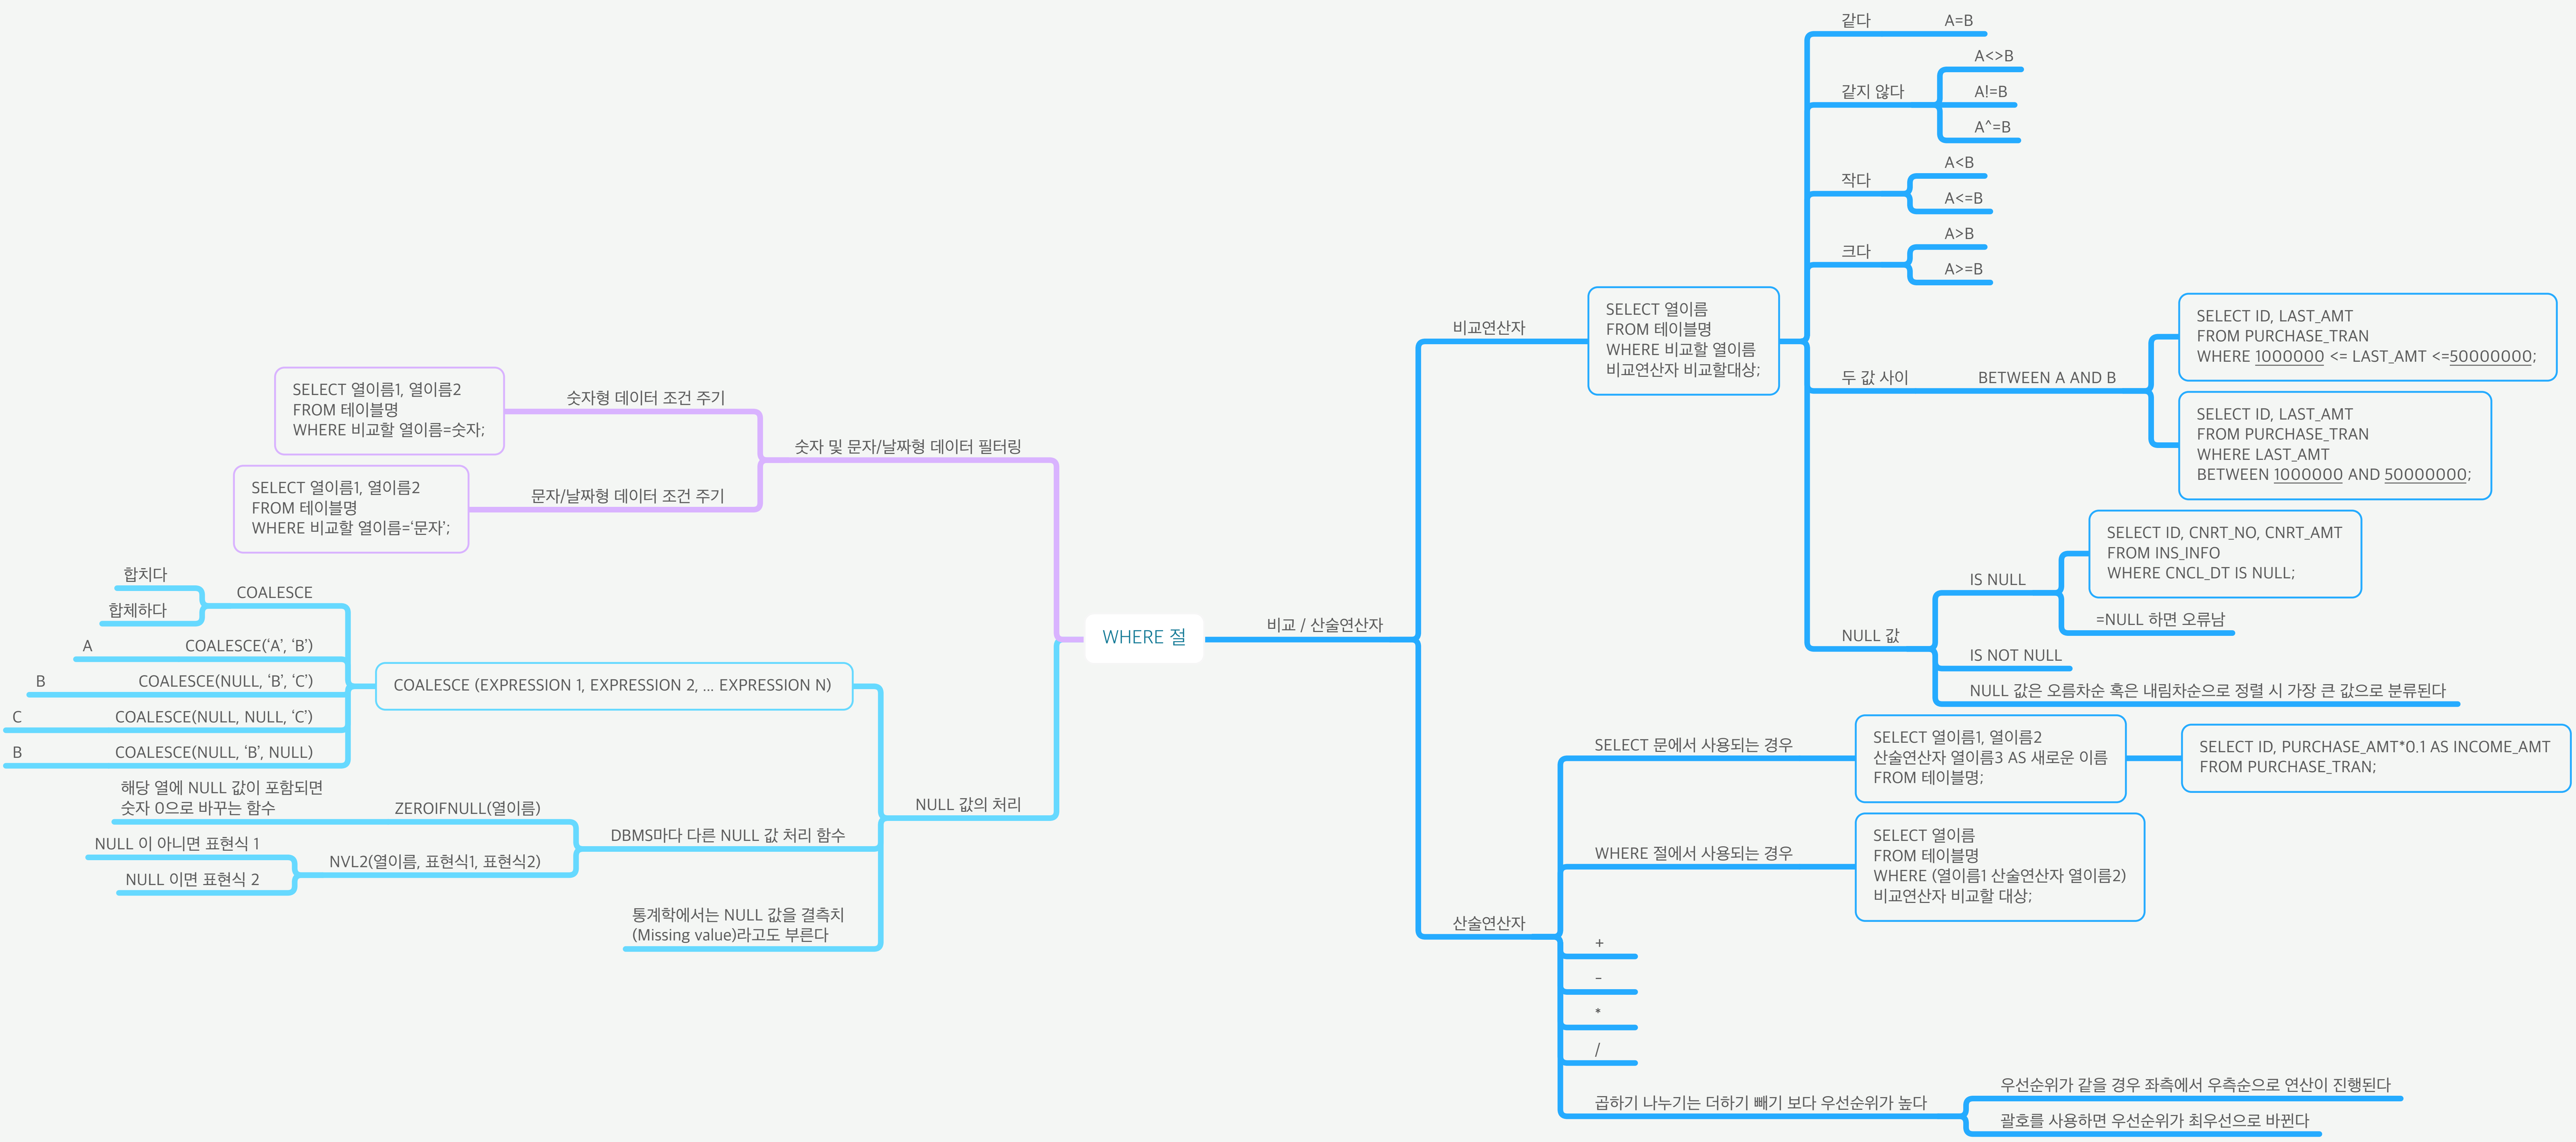 WHERE 절
비교 / 산술연산자
비교연산자
SELECT 열이름
FROM 테이블명
WHERE 비교할 열이름
비교연산자 비교할대상;
같다
A=B
같지 않다
A<>B
A!=B
A^=B
작다
A<B
A<=B
크다
A>B
A>=B
두 값 사이
BETWEEN A AND B
SELECT ID, LAST_AMT
FROM PURCHASE_TRAN
WHERE 1000000 <= LAST_AMT <=50000000;
SELECT ID, LAST_AMT
FROM PURCHASE_TRAN
WHERE LAST_AMT
BETWEEN 1000000 AND 50000000;
NULL 값
IS NULL
SELECT ID, CNRT_NO, CNRT_AMT
FROM INS_INFO
WHERE CNCL_DT IS NULL;
=NULL 하면 오류남
IS NOT NULL
NULL 값은 오름차순 혹은 내림차순으로 정렬 시 가장 큰 값으로 분류된다
산술연산자
SELECT 문에서 사용되는 경우
SELECT 열이름1, 열이름2
산술연산자 열이름3 AS 새로운 이름
FROM 테이블명;
SELECT ID, PURCHASE_AMT*0.1 AS INCOME_AMT
FROM PURCHASE_TRAN;
WHERE 절에서 사용되는 경우
SELECT 열이름
FROM 테이블명
WHERE (열이름1 산술연산자 열이름2)
비교연산자 비교할 대상;
+
-
*
/
곱하기 나누기는 더하기 빼기 보다 우선순위가 높다
우선순위가 같을 경우 좌측에서 우측순으로 연산이 진행된다
괄호를 사용하면 우선순위가 최우선으로 바뀐다
숫자 및 문자/날짜형 데이터 필터링
숫자형 데이터 조건 주기
SELECT 열이름1, 열이름2
FROM 테이블명
WHERE 비교할 열이름=숫자;
문자/날짜형 데이터 조건 주기
SELECT 열이름1, 열이름2
FROM 테이블명
WHERE 비교할 열이름=‘문자’;
NULL 값의 처리
COALESCE (EXPRESSION 1, EXPRESSION 2, ... EXPRESSION N)
COALESCE
합치다
합체하다
COALESCE(‘A’, ‘B’)
A
COALESCE(NULL, ‘B’, ‘C’)
B
COALESCE(NULL, NULL, ‘C’)
C
COALESCE(NULL, ‘B’, NULL)
B
DBMS마다 다른 NULL 값 처리 함수
ZEROIFNULL(열이름)
해당 열에 NULL 값이 포함되면
숫자 0으로 바꾸는 함수
NVL2(열이름, 표현식1, 표현식2)
NULL 이 아니면 표현식 1
NULL 이면 표현식 2
통계학에서는 NULL 값을 결측치
(Missing value)라고도 부른다